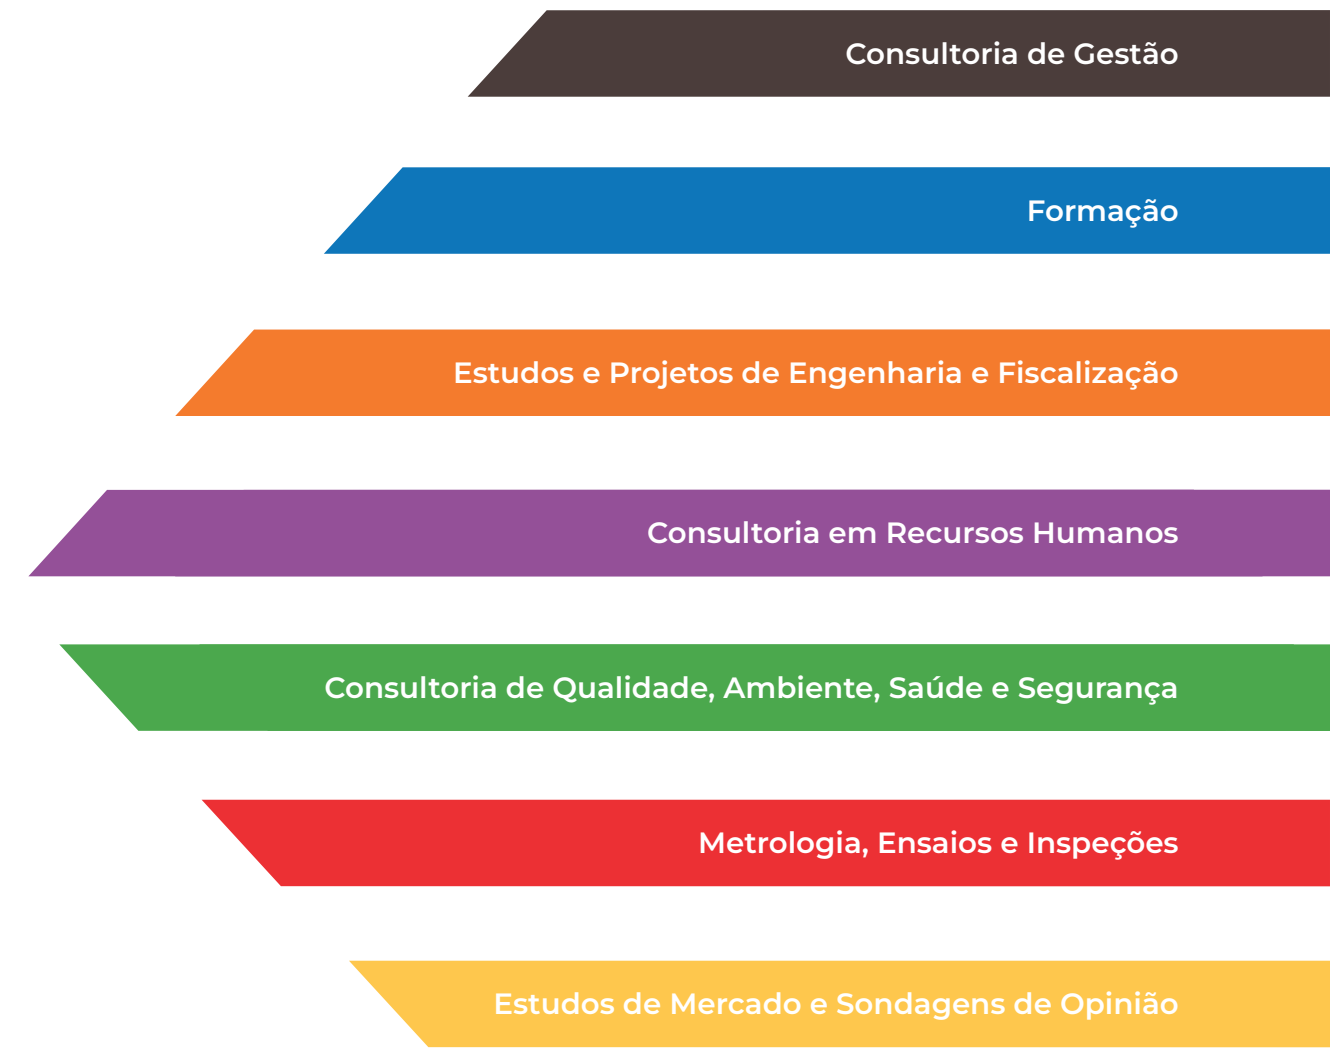 Consultoria de Gestão
Formação
Estudos e Projetos de Engenharia e Fiscalização
Consultoria em Recursos Humanos
Consultoria de Qualidade, Ambiente, Saúde e Segurança
Metrologia, Ensaios e Inspeções
Estudos de Mercado e Sondagens de Opinião